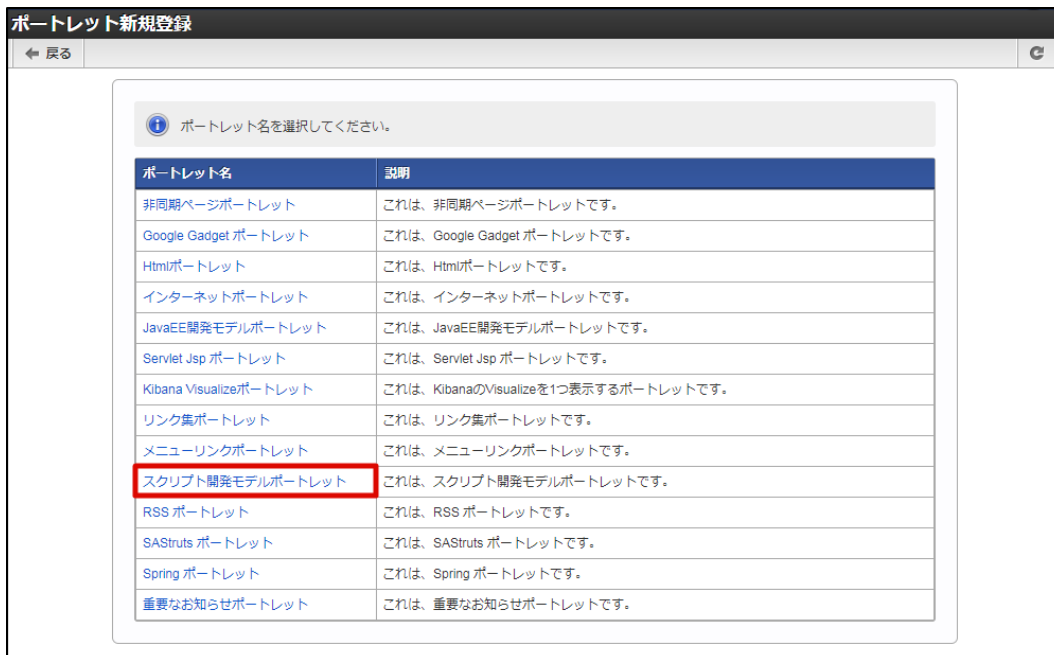 ポートレット新規登録
戻る
ポートレット名を選択してください。
ポートレット名 説明
非同期ページポートレット これは、非同期ページポートレットです。
Google Gadget ポートレット これは、Google Gadget ポートレットです。
Htmlポートレット これは、Htmlポートレットです。
インターネットポートレット これは、インターネットポートレットです。
JavaEE開発モデルポートレット これは、JavaEE開発モデルポートレットです。
Servlet Jsp ポートレット これは、Servlet Jsp ポートレットです。
Kibana Visualizeポートレット これは、KibanaのVisualizeを1つ表示するポートレットです。
リンク集ポートレット これは、リンク集ポートレットです。
メニューリンクポートレット これは、メニューリンクポートレットです。
スクリプト開発モデルポートレット これは、スクリプト開発モデルポートレットです。
RSS ポートレット これは、RSS ポートレットです。
SAStruts ポートレット これは、SAStruts ポートレットです。
Spring ポートレット これは、Spring ポートレットです。
重要なお知らせポートレット これは、重要なお知らせポートレットです。